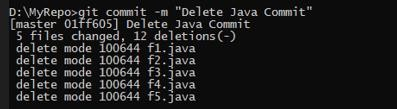 D:\MyRepo>git commit -m "Delete Java Commit"
[master 01ff605] Delete Java Commit
 5 files changed, 12 deletions(-)
 delete mode 100644 f1.java
 delete mode 100644 f2.java
 delete mode 100644 f3.java
 delete mode 100644 f4.java
 delete mode 100644 f5.java